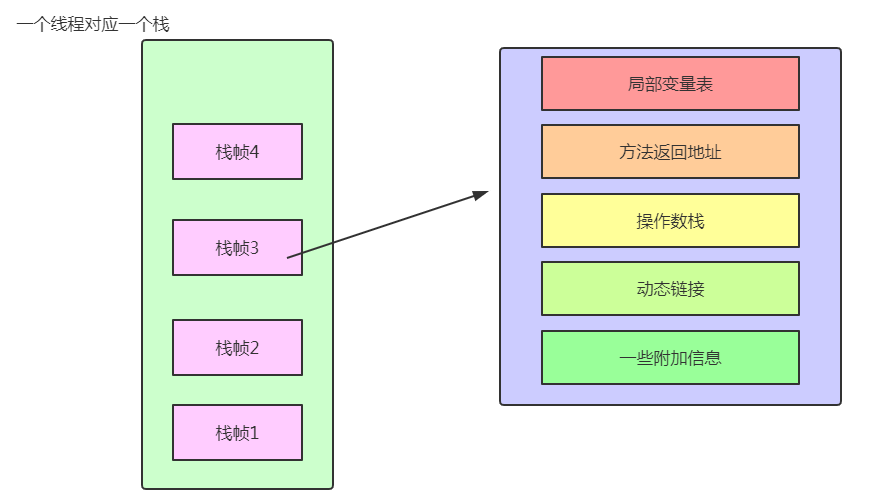 一个线程对应一个栈
栈帧4
栈帧3
栈帧2
栈帧1
局部变量表
方法返回地址
操作数栈
动态链接
一些附加信息